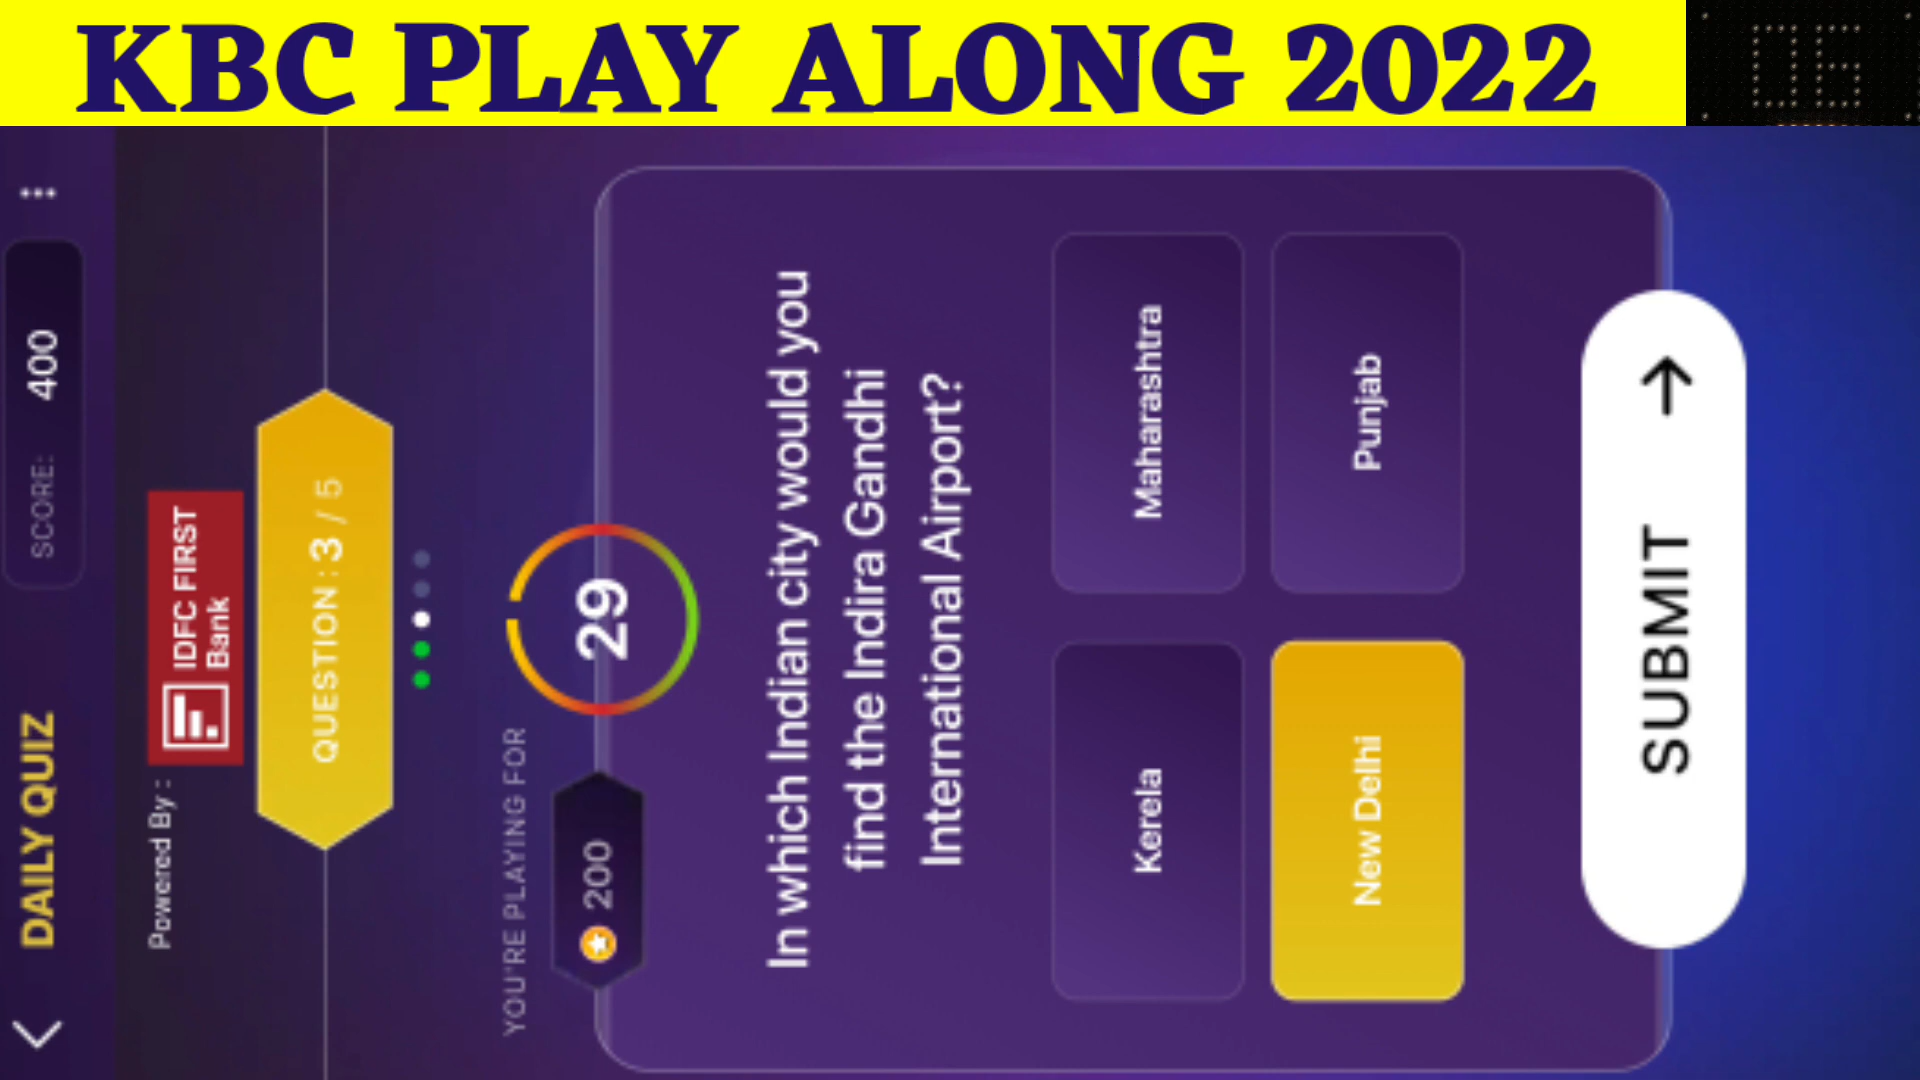 KBC PLAY ALONG 2022
06
DAILY QUIZ
SCORE: 400
Powered By :
IDFC FIRST
Bank
QUESTION : 3 / 5
YOU'RE PLAYING FOR
200
29
In which Indian city would you
find the Indira Gandhi
International Airport?
Kerela
Maharashtra
New Delhi
Punjab
SUBMIT